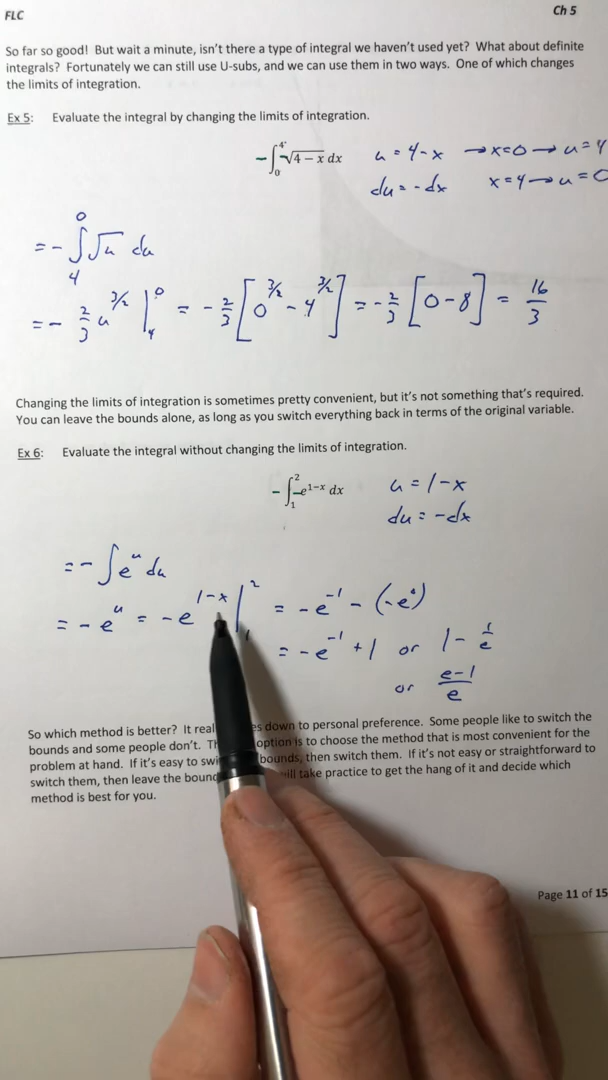 FLC Ch 5
So far so good! But wait a minute, isn't there a type of integral we haven't used yet? What about definite
integrals? Fortunately we can still use U-subs, and we can use them in two ways. One of which changes
the limits of integration.
Ex 5: Evaluate the integral by changing the limits of integration.
-∫₀⁴ -√(4 - x) dx u = 4-x → x=0 → u = 4
du = -dx x=4 → u = 0
= - ∫₄⁰ √u du
= - 2/3 u^(3/2) |₄⁰ = - 2/3 [0^(3/2) - 4^(3/2)] = - 2/3 [0-8] = 16/3
Changing the limits of integration is sometimes pretty convenient, but it's not something that's required.
You can leave the bounds alone, as long as you switch everything back in terms of the original variable.
Ex 6: Evaluate the integral without changing the limits of integration.
-∫₁² -e^(1-x) dx u = 1-x
du = -dx
= - ∫ e^u du
= - e^u = -e^(1-x) |₁² = -e^(-1) - (-e⁰)
= -e^(-1) + 1 or 1 - 1/e
or (e-1)/e
So which method is better? It down to personal preference. Some people like to switch the
bounds and some people don't. option is to choose the method that is most convenient for the
problem at hand. If it's easy to bounds, then switch them. If it's not easy or straightforward to
switch them, then leave the will take practice to get the hang of it and decide which
method is best for you.
Page 11 of 15